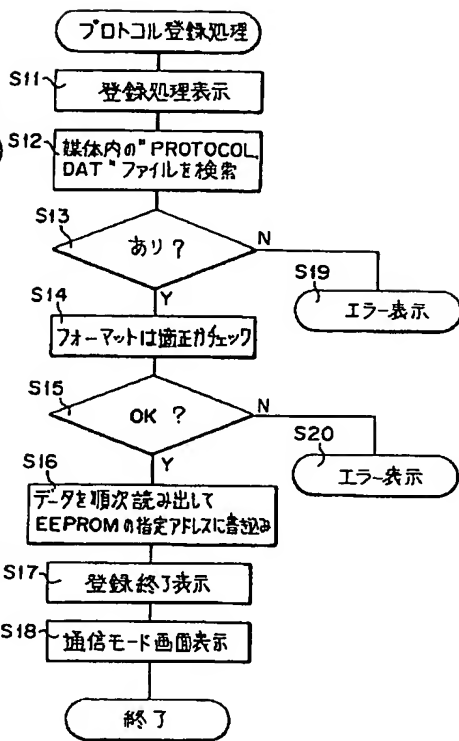 プロトコル登録処理
S11
登録処理表示
S12
媒体内の"PROTOCOL
DAT"ファイルを検索
S13
あり?
N
Y
S19
エラー表示
S14
フォーマットは適正かチェック
S15
OK ?
N
Y
S20
エラー表示
S16
データを順次読み出して
EEPROMの指定アドレスに書き込み
S17
登録終了表示
S18
通信モード画面表示
終了